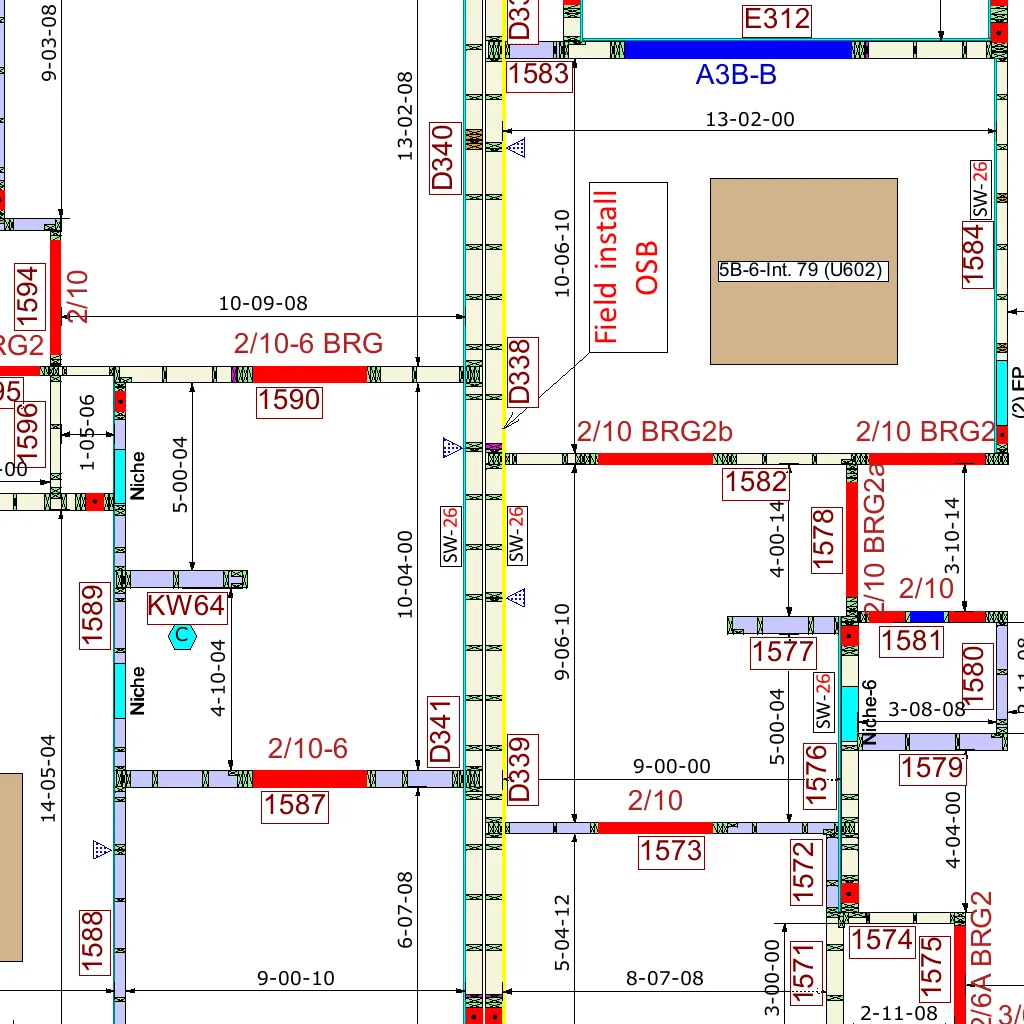 E312
D33
9-03-08
1583
A3B-B
13-02-08
D340
13-02-00
SW-26
1584
10-06-10
Field install
OSB
5B-6-Int. 79 (U602)
1594
2/10
10-09-08
RG2
2/10-6 BRG
D338
(2) FP
95
1596
1590
1-05-06
2/10 BRG2b
2/10 BRG2
-00
Niche
5-00-04
1582
SW-26
SW-26
4-00-14
1578
2/10 BRG2a
3-10-14
10-04-00
2/10
1589
KW64
C
1581
9-06-10
1577
1580
Niche
4-10-04
SW-26
Niche-6
3-08-08
D341
D339
5-00-04
2/10-6
9-00-00
1576
1579
14-05-04
1587
2/10
4-04-00
1573
1572
1588
6-07-08
5-04-12
1574
1575
2/6A BRG2
1571
3-00-00
9-00-10
8-07-08
2-11-08